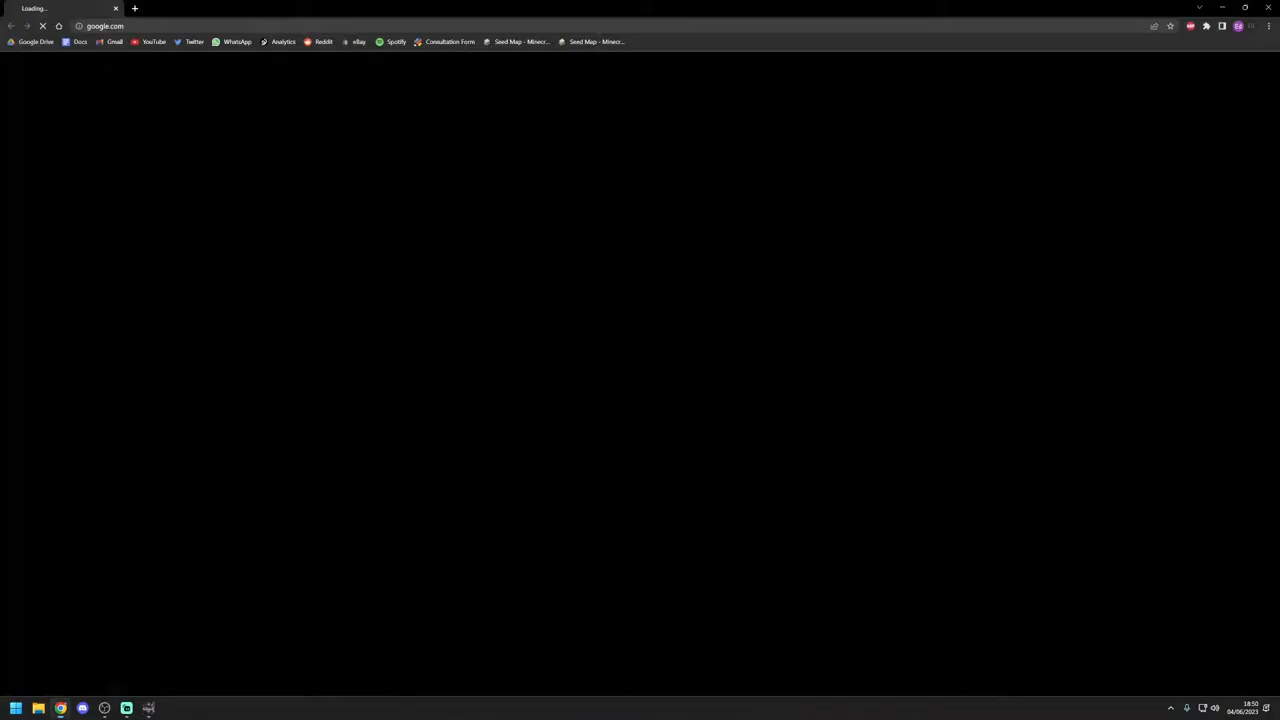 Loading...
google.com
Google Drive Docs Gmail YouTube Twitter WhatsApp Analytics Reddit eBay Spotify Consultation Form Seed Map - Minecr... Seed Map - Minecr...
18:50
04/06/2023